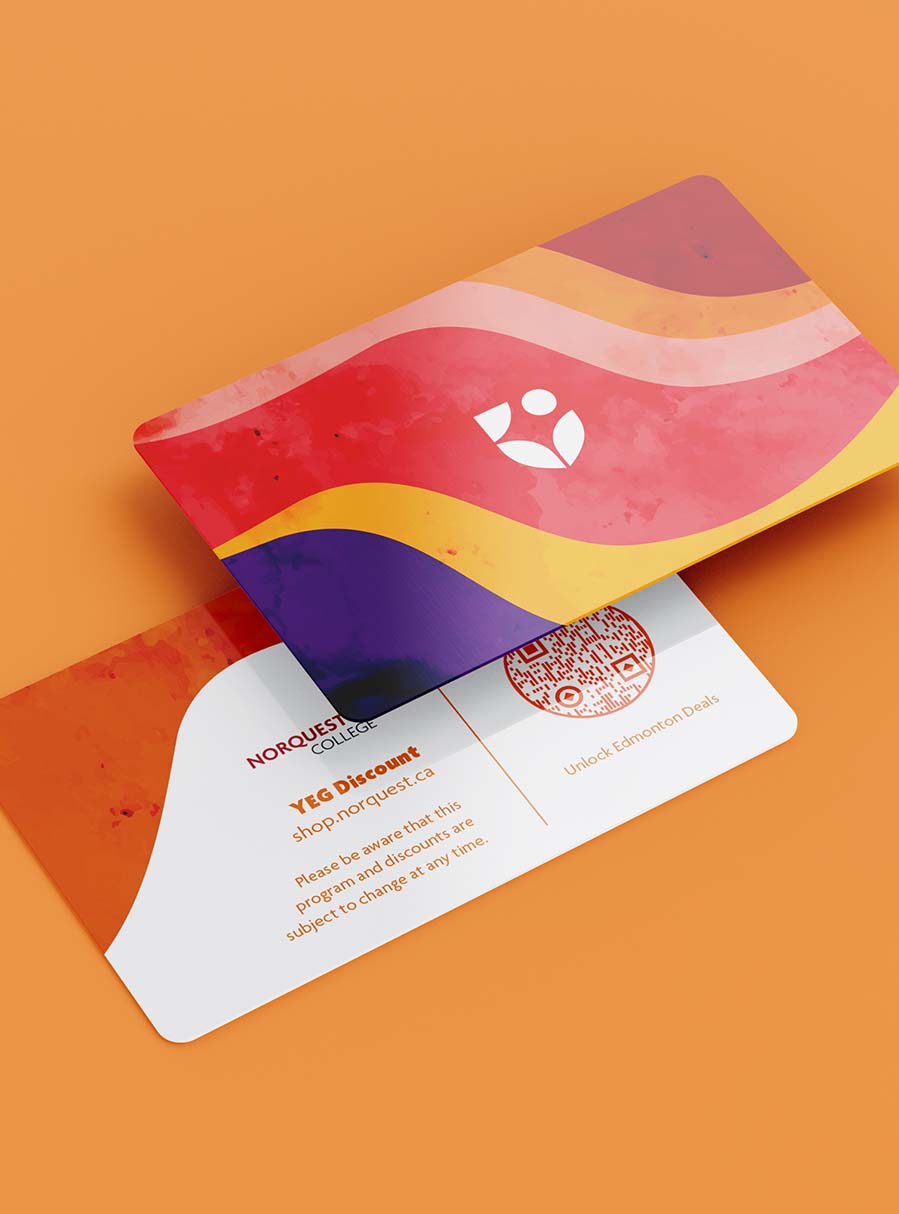 NORQUEST
COLLEGE
YEG Discount
shop.norquest.ca
Please be aware that this
program and discounts are
subject to change at any time.
Unlock Edmonton Deals